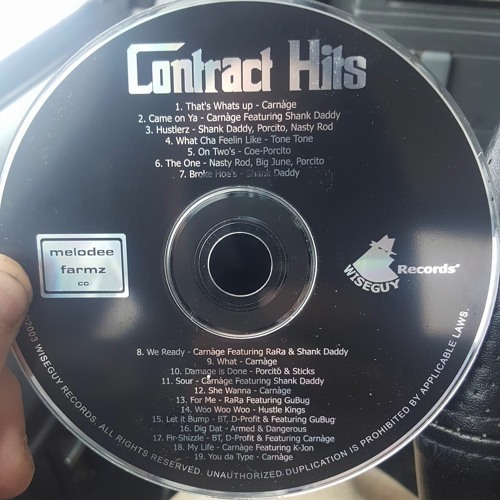 Contract Hits
1. That's Whats up - Carnàge
2. Came on Ya - Carnàge Featuring Shank Daddy
3. Hustlerz - Shank Daddy, Porcito, Nasty Rod
4. What Cha Feelin Like - Tone Tone
5. On Two's - Coe-Porcito
6. The One - Nasty Rod, Big June, Porcito
7. Broke Hoe's - Shank Daddy
melodee
farmz
CD
WISEGUY Records
8. We Ready - Carnàge Featuring RaRa & Shank Daddy
9. What - Carnàge
10. Damage is Done - Porcitò & Sticks
11. Sour - Carnàge Featuring Shank Daddy
12. She Wanna - Carnàge
13. For Me - RaRa Featuring GuBug
14. Woo Woo Woo - Hustle Kings
15. Let it Bump - BT, D-Profit & Featuring GuBug
16. Dig Dat - Armed & Dangerous
17. Fir-Shizzle - BT, D-Profit & Featuring Carnàge
18. My Life - Carnàge Featuring K-Jon
19. You da Type - Carnàge
2003 WISEGUY RECORDS. ALL RIGHTS RESERVED. UNAUTHORIZED DUPLICATION IS PROHIBITED BY APPLICABLE LAWS.